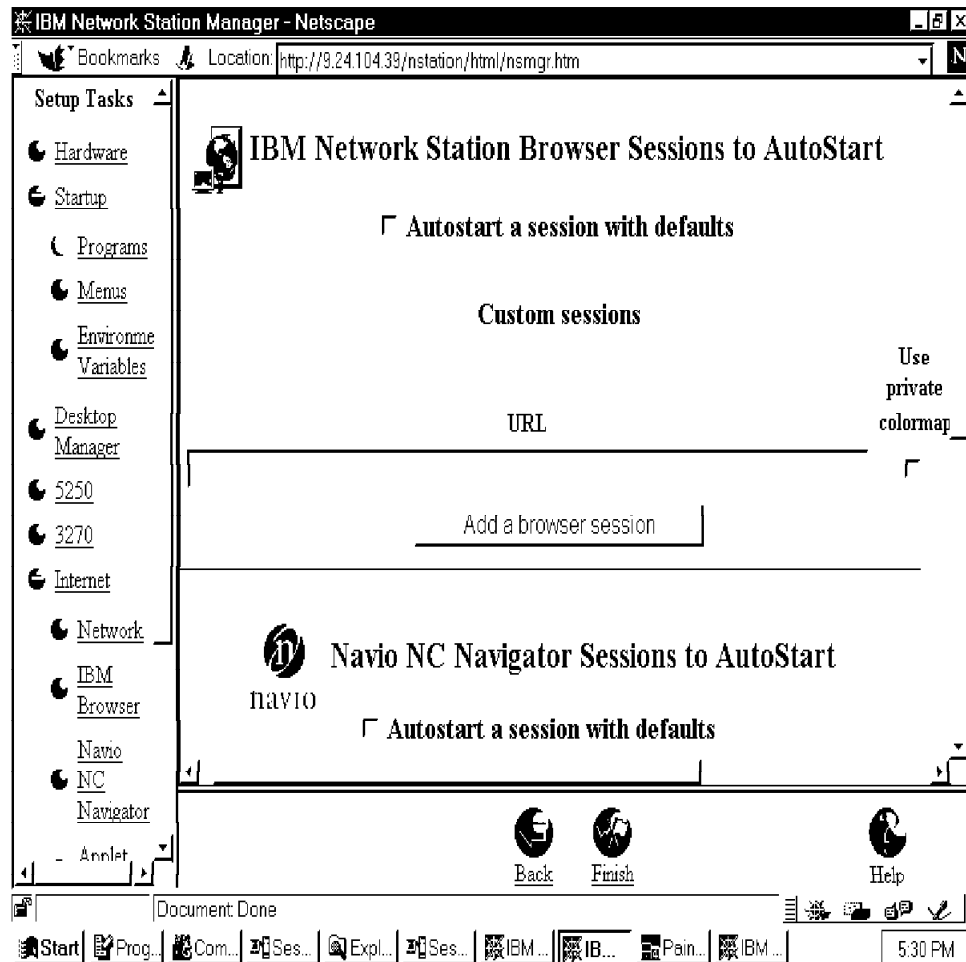 IBM Network Station Manager - Netscape
Bookmarks Location: http://9.24.104.39/nstation/html/nsmgr.htm
N
Setup Tasks
Hardware
Startup
Programs
Menus
Environme
Variables
Desktop
Manager
5250
3270
Internet
Network
IBM
Browser
Navio
NC
Navigator
Applet
IBM Network Station Browser Sessions to AutoStart
Autostart a session with defaults
Custom sessions
Use
private
colormap
URL
Add a browser session
navio
Navio NC Navigator Sessions to AutoStart
Autostart a session with defaults
Back
Finish
Help
Document: Done
Start Prog... Com... Ses... Expl... Ses... IBM ... IB... Pain... IBM ... 5:30 PM